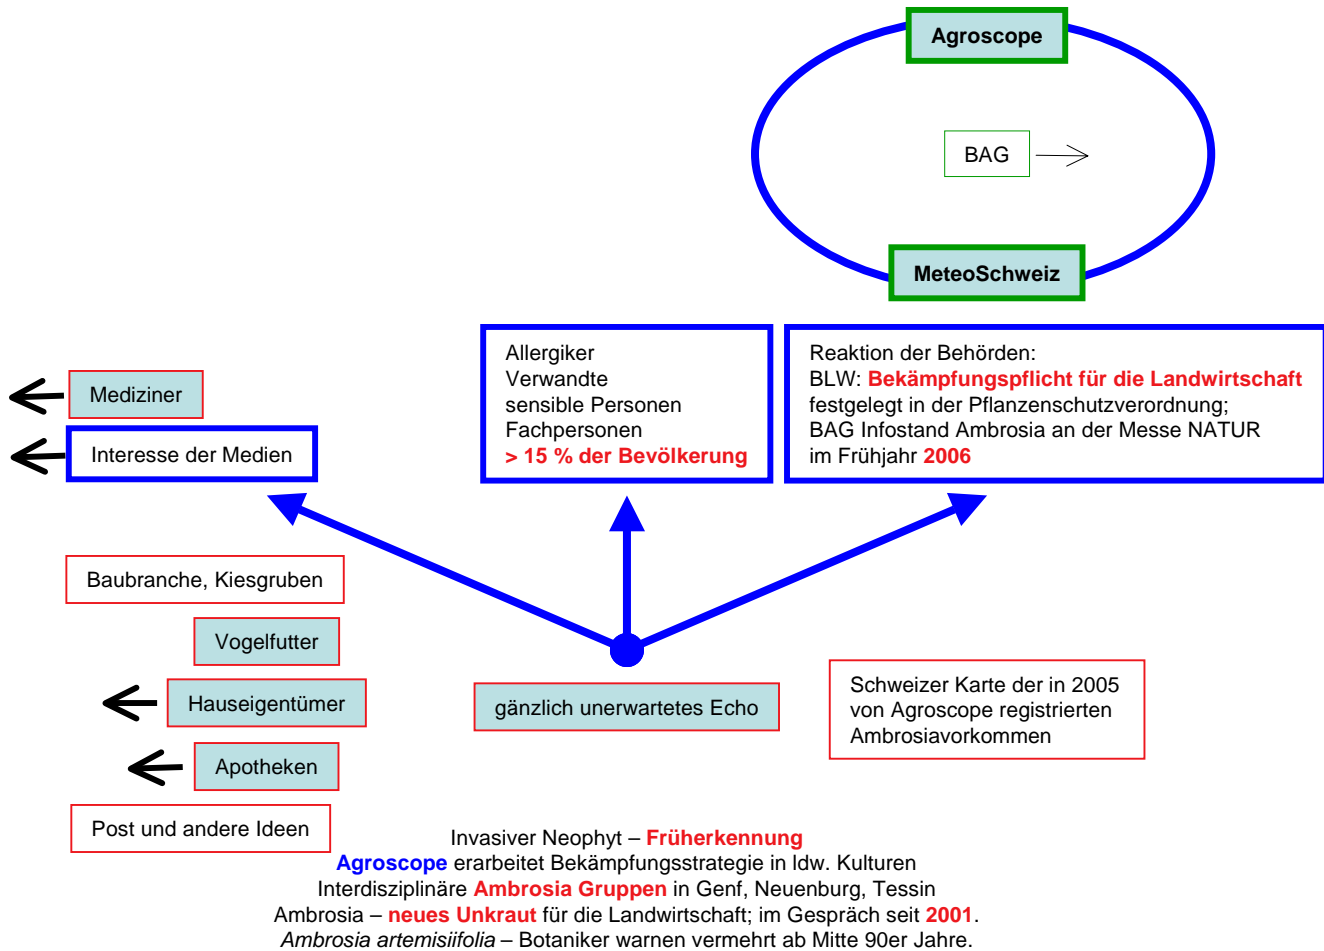 Agroscope
BAG
MeteoSchweiz
Mediziner
Interesse der Medien
Allergiker
Verwandte
sensible Personen
Fachpersonen
> 15 % der Bevölkerung
Reaktion der Behörden:
BLW: Bekämpfungspflicht für die Landwirtschaft
festgelegt in der Pflanzenschutzverordnung;
BAG Infostand Ambrosia an der Messe NATUR
im Frühjahr 2006
Baubranche, Kiesgruben
Vogelfutter
Hauseigentümer
Apotheken
Post und andere Ideen
gänzlich unerwartetes Echo
Schweizer Karte der in 2005
von Agroscope registrierten
Ambrosiavorkommen
Invasiver Neophyt – Früherkennung
Agroscope erarbeitet Bekämpfungsstrategie in ldw. Kulturen
Interdisziplinäre Ambrosia Gruppen in Genf, Neuenburg, Tessin
Ambrosia – neues Unkraut für die Landwirtschaft; im Gespräch seit 2001.
Ambrosia artemisiifolia – Botaniker warnen vermehrt ab Mitte 90er Jahre.